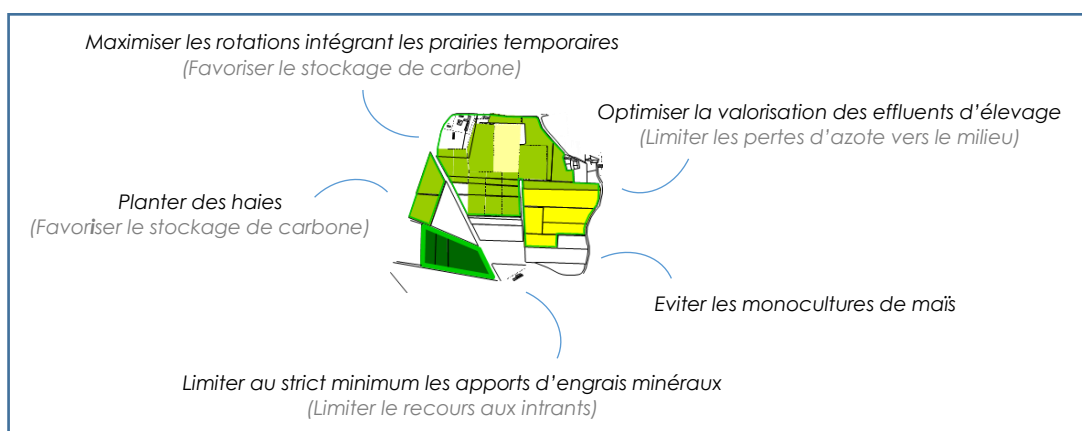 Maximiser les rotations intégrant les prairies temporaires
(Favoriser le stockage de carbone)
Optimiser la valorisation des effluents d’élevage
(Limiter les pertes d’azote vers le milieu)
Planter des haies
(Favoriser le stockage de carbone)
Eviter les monocultures de maïs
Limiter au strict minimum les apports d’engrais minéraux
(Limiter le recours aux intrants)